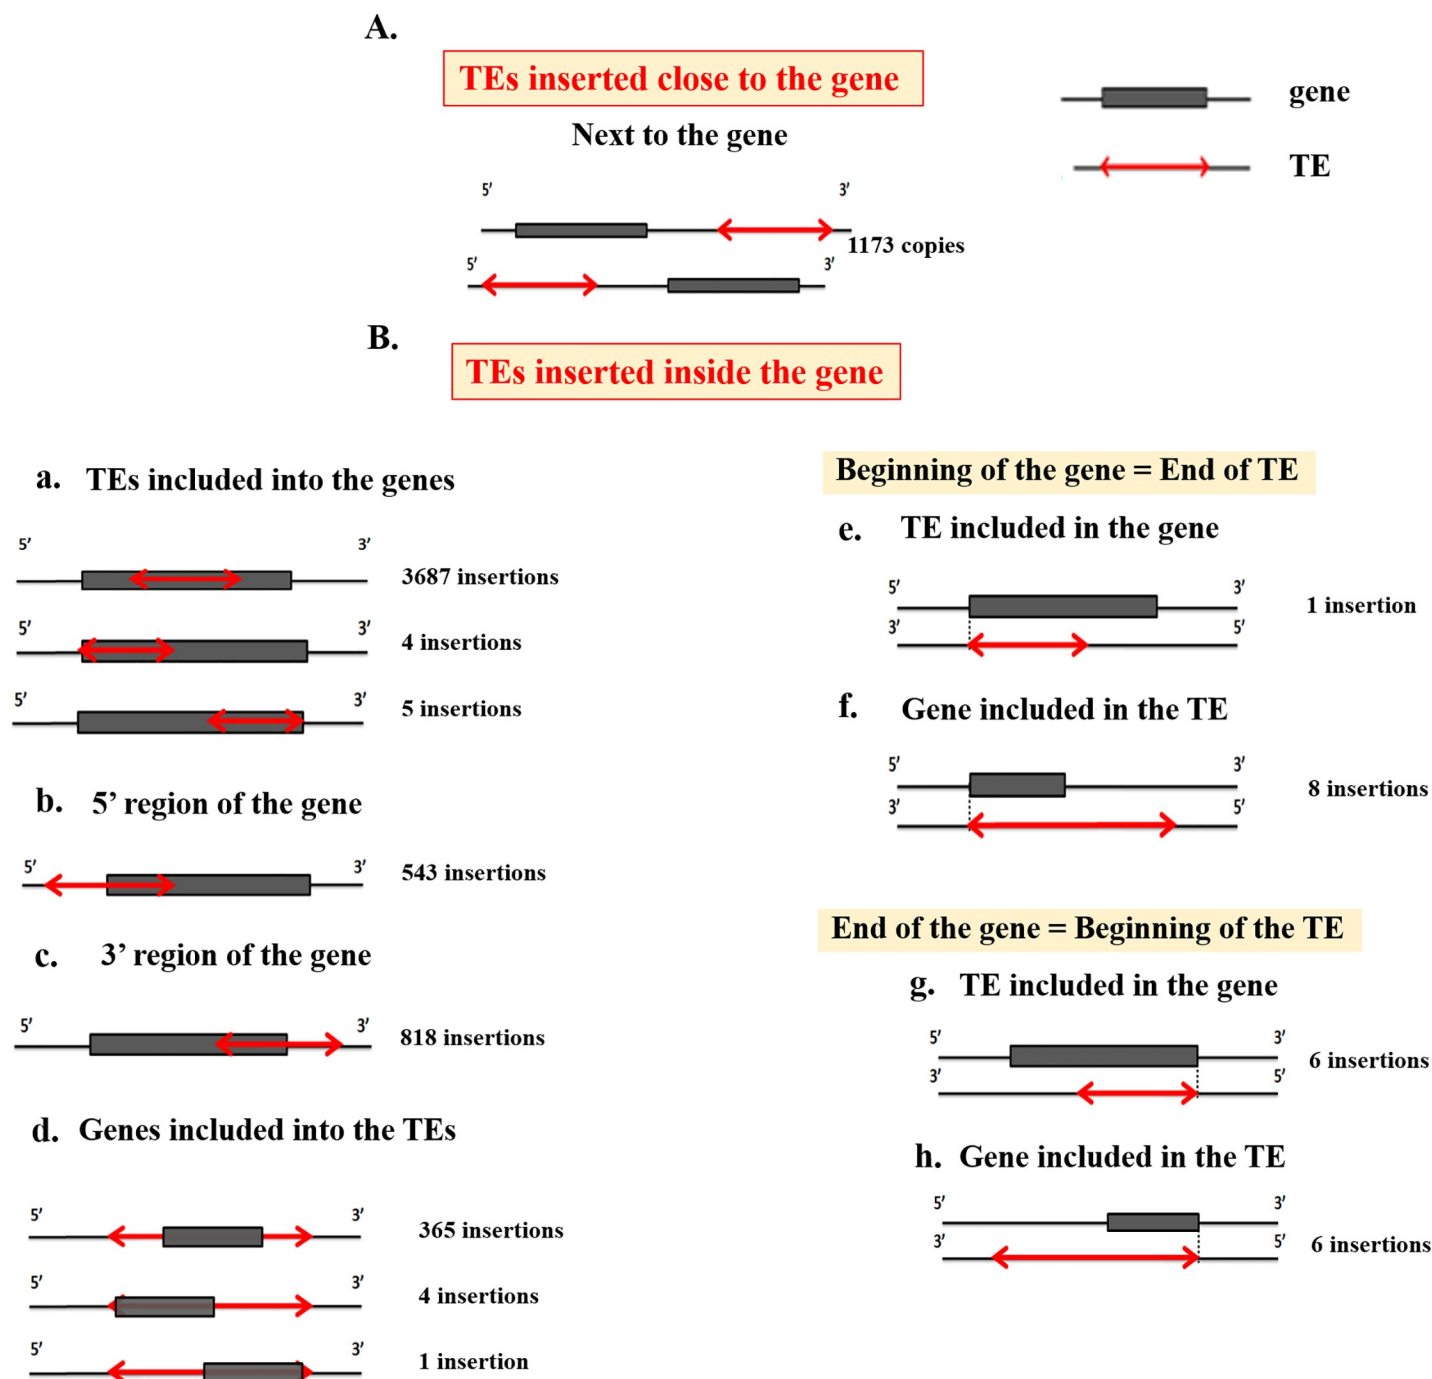 A.
TEs inserted close to the gene
gene
Next to the gene
TE
5′ 3′
1173 copies
5′ 3′
B.
TEs inserted inside the gene
a. TEs included into the genes
5′ 3′
3687 insertions
5′ 3′
4 insertions
5′ 3′
5 insertions
b. 5’ region of the gene
5′ 3′
543 insertions
c. 3’ region of the gene
5′ 3′
818 insertions
d. Genes included into the TEs
5′ 3′
365 insertions
5′ 3′
4 insertions
5′ 3′
1 insertion
Beginning of the gene = End of TE
e. TE included in the gene
5′ 3′
1 insertion
3′ 5′
f. Gene included in the TE
5′ 3′
8 insertions
3′ 5′
End of the gene = Beginning of the TE
g. TE included in the gene
5′ 3′
6 insertions
3′ 5′
h. Gene included in the TE
5′ 3′
6 insertions
3′ 5′